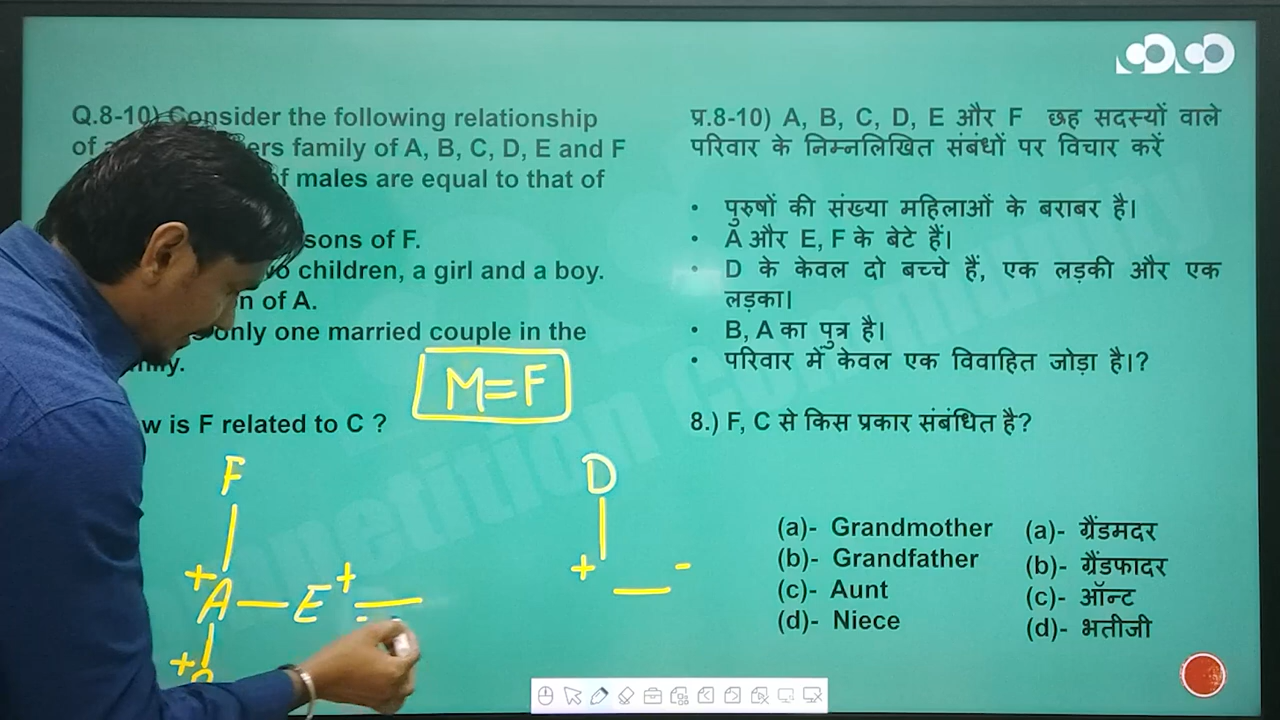 Q.8-10) Consider the following relationship
of family of A, B, C, D, E and F
of males are equal to that of
sons of F.
children, a girl and a boy.
of A.
only one married couple in the
is F related to C ?
M=F
F
D
+
A
E
+
+
-
+
प्र.8-10) A, B, C, D, E और F छह सदस्यों वाले
परिवार के निम्नलिखित संबंधों पर विचार करें
• पुरुषों की संख्या महिलाओं के बराबर है।
• A और E, F के बेटे हैं।
• D के केवल दो बच्चे हैं, एक लड़की और एक
लड़का।
• B, A का पुत्र है।
• परिवार में केवल एक विवाहित जोड़ा है।?
8.) F, C से किस प्रकार संबंधित है?
(a)- Grandmother (a)- ग्रैंडमदर
(b)- Grandfather (b)- ग्रैंडफादर
(c)- Aunt (c)- ऑन्ट
(d)- Niece (d)- भतीजी